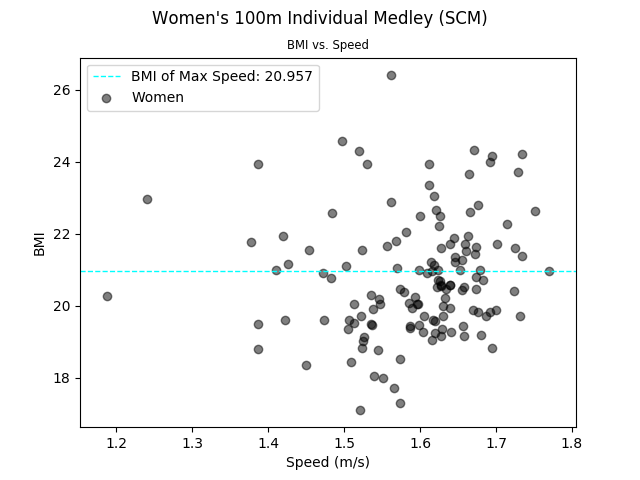 Women's 100m Individual Medley (SCM)
BMI vs. Speed
BMI of Max Speed: 20.957
Women
26
24
22
20
18
BMI
1.2 1.3 1.4 1.5 1.6 1.7 1.8
Speed (m/s)